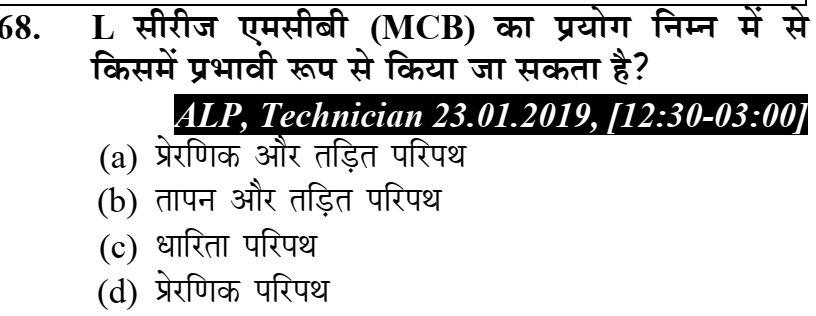 68. L सीरीज एमसीबी (MCB) का प्रयोग निम्न में से
किसमें प्रभावी रूप से किया जा सकता है?
ALP, Technician 23.01.2019, [12:30-03:00]
(a) प्रेरणिक और तड़ित परिपथ
(b) तापन और तड़ित परिपथ
(c) धारिता परिपथ
(d) प्रेरणिक परिपथ